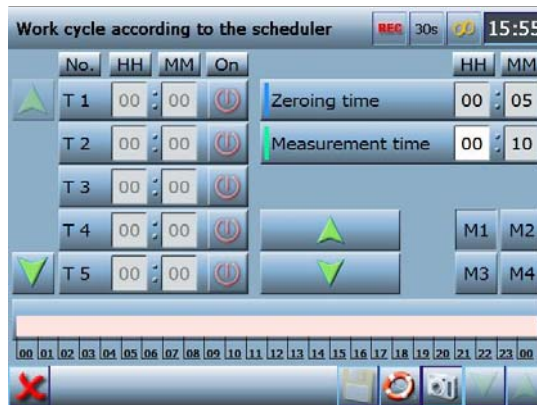 Work cycle according to the scheduler REC 30s 15:55
No. HH MM On HH MM
T 1 00 : 00 Zeroing time 00 : 05
T 2 00 : 00 Measurement time 00 : 10
T 3 00 : 00
T 4 00 : 00 M1 M2
T 5 00 : 00 M3 M4
00 01 02 03 04 05 06 07 08 09 10 11 12 13 14 15 16 17 18 19 20 21 22 23 00